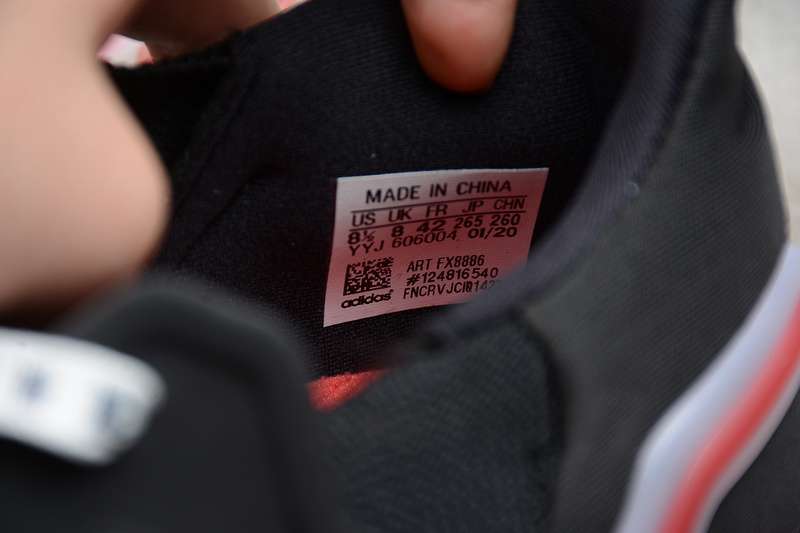 MADE IN CHINA
US UK FR JP CHN
8½ 8 42 265 260
YYJ 606004 01/20
ART FX8886
#124816540
adidas